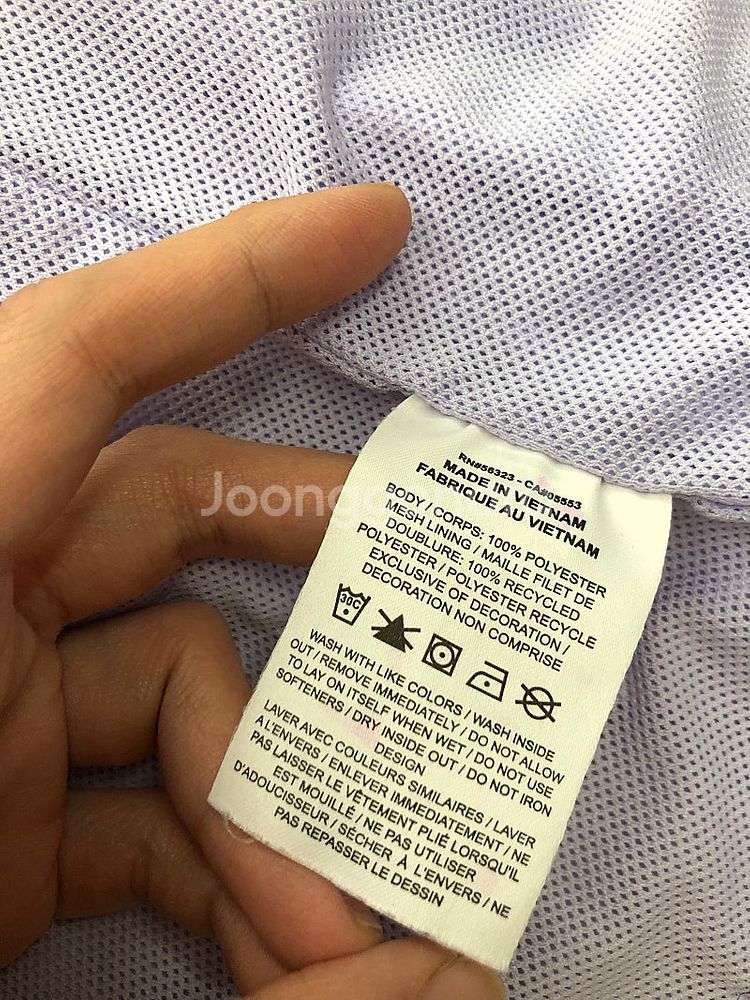 RN#56323 - CA#05553
MADE IN VIETNAM
FABRIQUE AU VIETNAM
BODY / CORPS: 100% POLYESTER
MESH LINING / MAILLE FILET DE
DOUBLURE: 100% RECYCLED
POLYESTER / POLYESTER RECYCLE
EXCLUSIVE OF DECORATION /
DECORATION NON COMPRISE
30C
WASH WITH LIKE COLORS / WASH INSIDE
OUT / REMOVE IMMEDIATELY / DO NOT ALLOW
TO LAY ON ITSELF WHEN WET / DO NOT USE
SOFTENERS / DRY INSIDE OUT / DO NOT IRON
DESIGN
LAVER AVEC COULEURS SIMILAIRES / LAVER
A L'ENVERS / ENLEVER IMMEDIATEMENT / NE
PAS LAISSER LE VÊTEMENT PLIÉ LORSQU'IL
EST MOUILLÉ / NE PAS UTILISER
D'ADOUCISSEUR / SÉCHER À L'ENVERS / NE
PAS REPASSER LE DESSIN